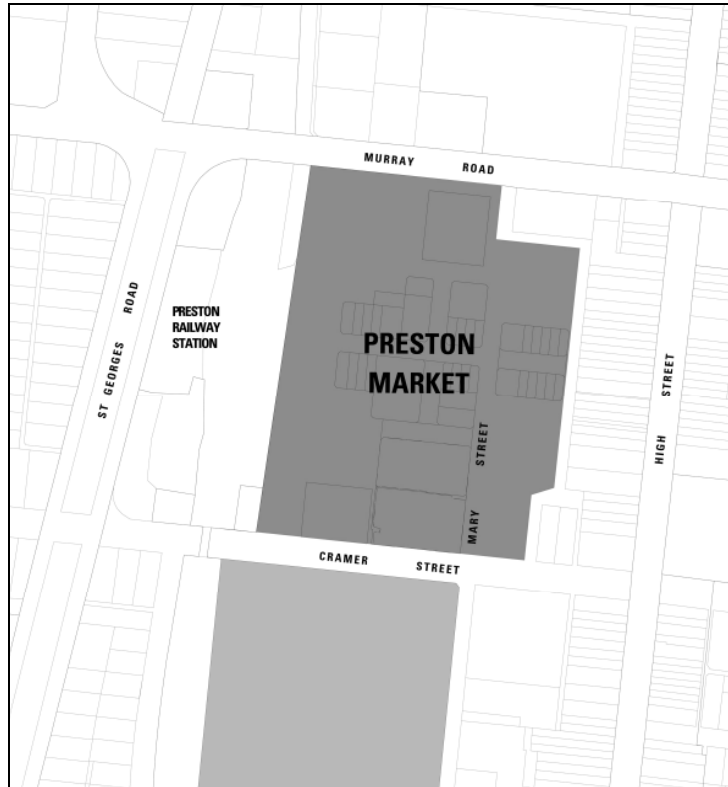 MURRAY ROAD
ST GEORGES ROAD
PRESTON
RAILWAY
STATION
PRESTON
MARKET
HIGH STREET
MARY STREET
CRAMER STREET